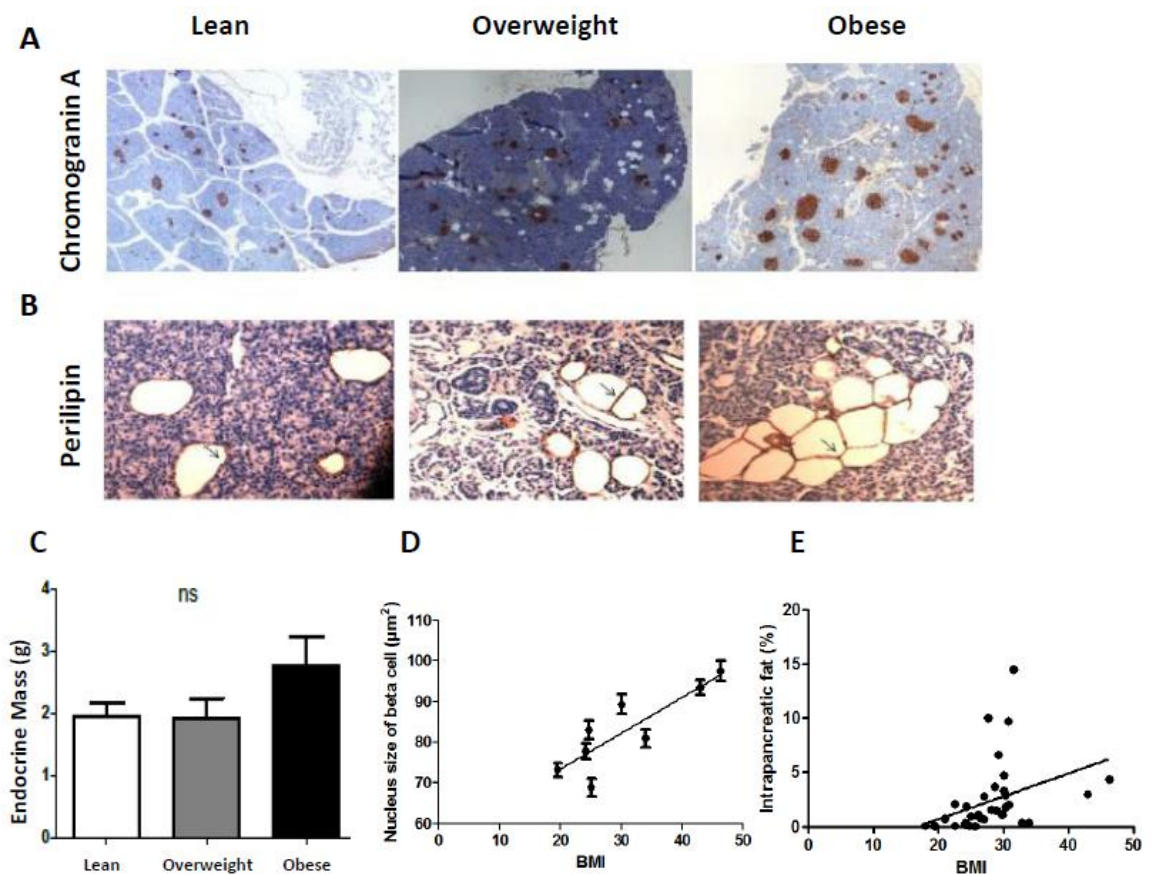 A
Lean
Overweight
Obese
Chromogranin A
B
Perilipin
C
D
E
Endocrine Mass (g)
4
3
2
1
0
ns
Lean
Overweight
Obese
Nucleus size of beta cell (µm²)
110
100
90
80
70
60
0
10
20
30
40
50
BMI
Intrapancreatic fat (%)
20
15
10
5
0
0
10
20
30
40
50
BMI